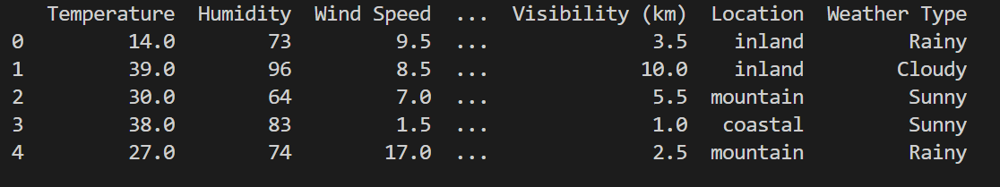 Temperature Humidity Wind Speed ... Visibility (km) Location Weather Type
0 14.0 73 9.5 ... 3.5 inland Rainy
1 39.0 96 8.5 ... 10.0 inland Cloudy
2 30.0 64 7.0 ... 5.5 mountain Sunny
3 38.0 83 1.5 ... 1.0 coastal Sunny
4 27.0 74 17.0 ... 2.5 mountain Rainy